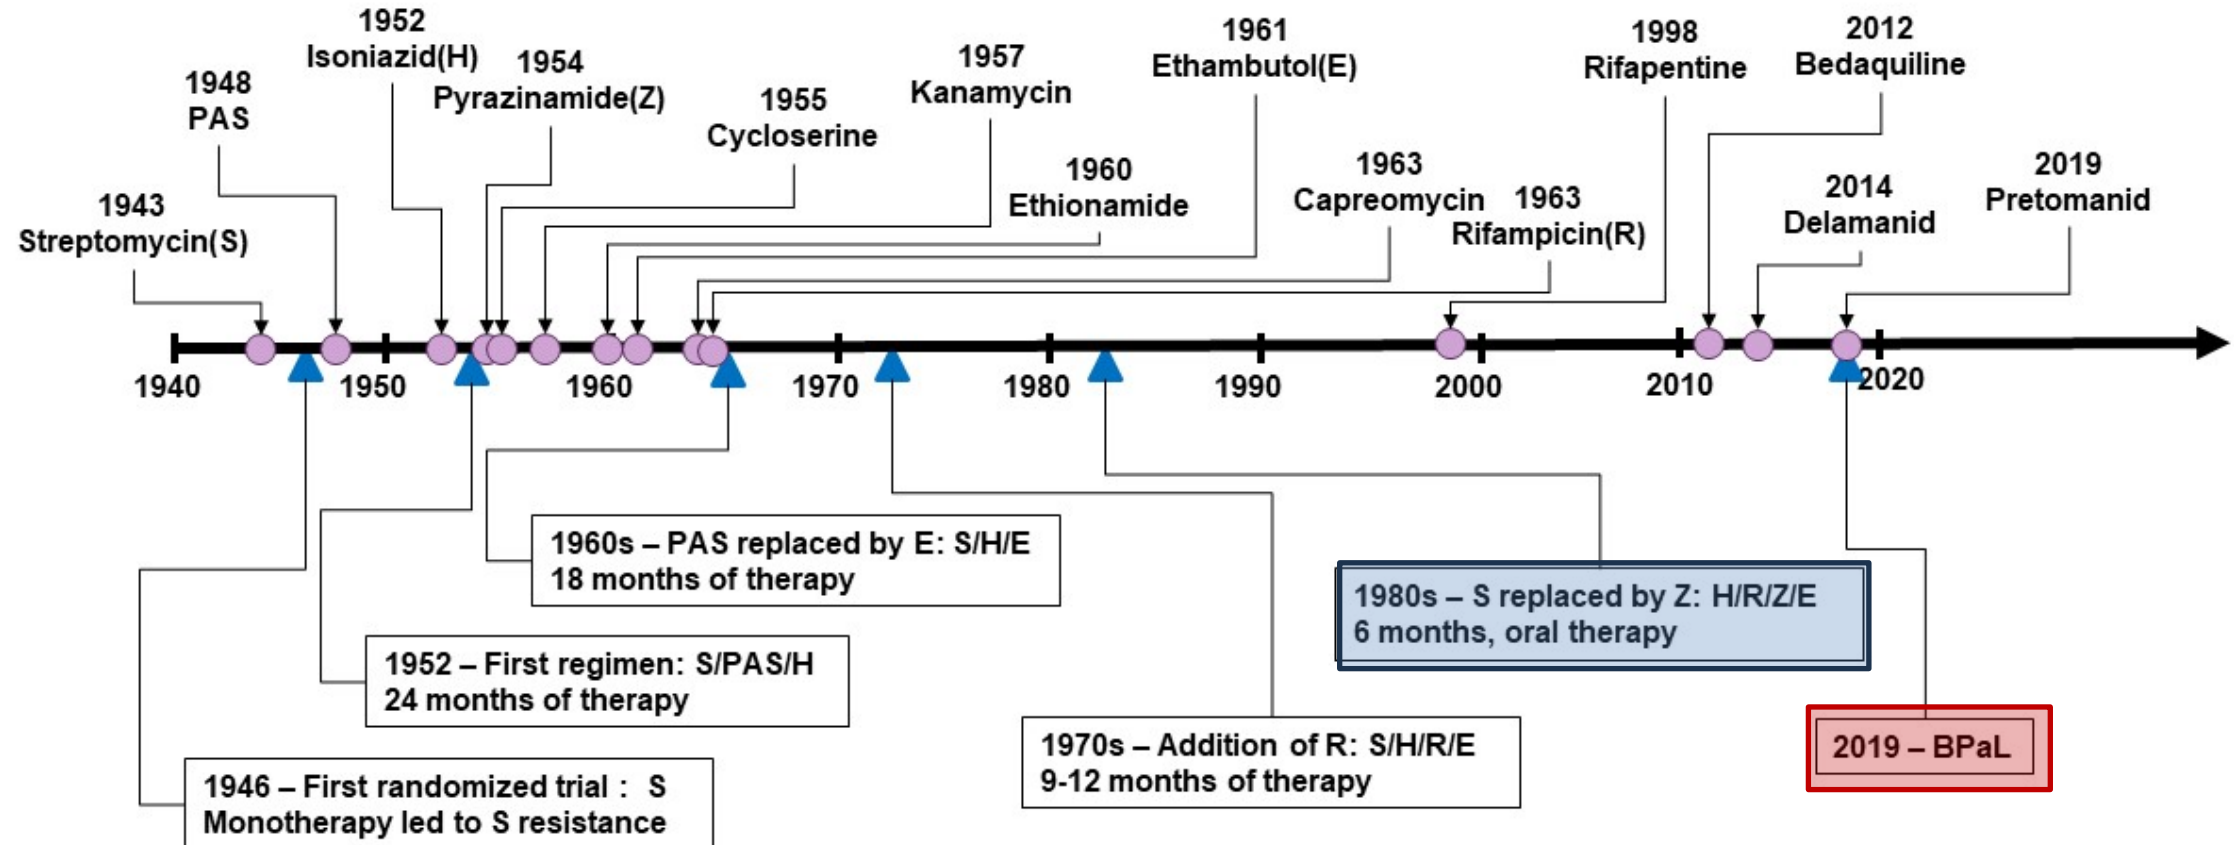 1943
Streptomycin(S)
1948
PAS
1952
Isoniazid(H)
1954
Pyrazinamide(Z)
1955
Cycloserine
1957
Kanamycin
1960
Ethionamide
1961
Ethambutol(E)
1963
Capreomycin
1963
Rifampicin(R)
1998
Rifapentine
2012
Bedaquiline
2014
Delamanid
2019
Pretomanid
1940
1950
1960
1970
1980
1990
2000
2010
2020
1960s – PAS replaced by E: S/H/E
18 months of therapy
1980s – S replaced by Z: H/R/Z/E
6 months, oral therapy
1952 – First regimen: S/PAS/H
24 months of therapy
1970s – Addition of R: S/H/R/E
9-12 months of therapy
2019 – BPaL
1946 – First randomized trial : S
Monotherapy led to S resistance